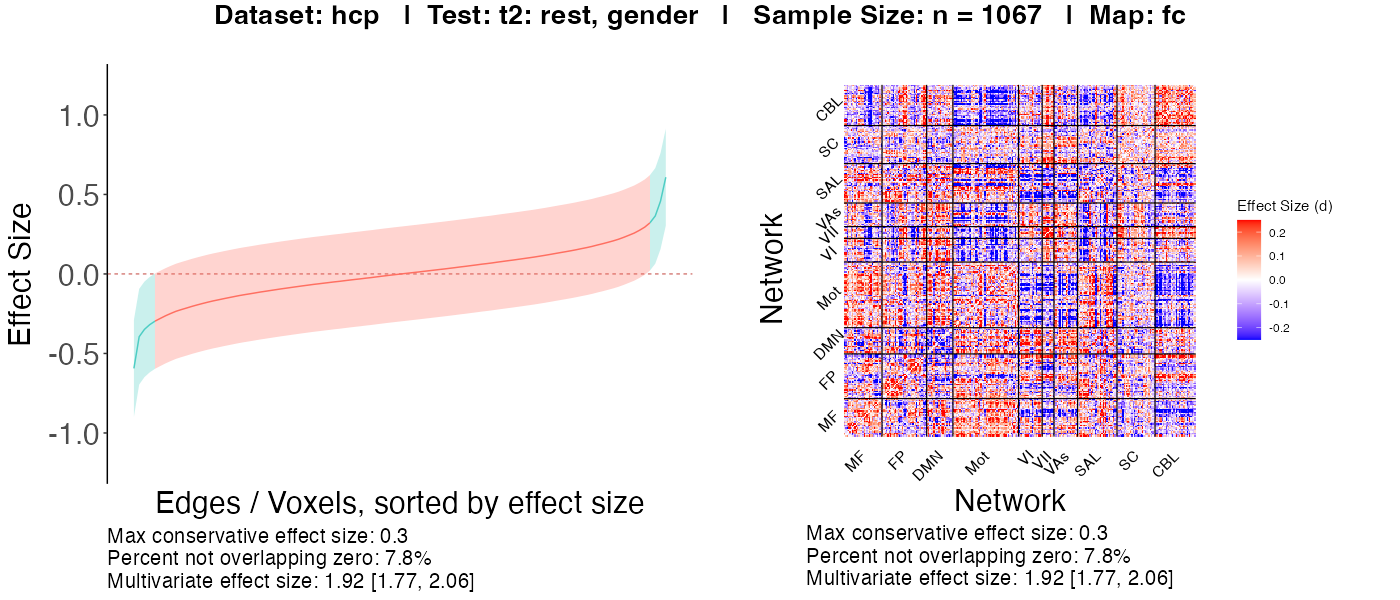 Dataset: hcp | Test: t2: rest, gender | Sample Size: n = 1067 | Map: fc
Effect Size
1.0
0.5
0.0
-0.5
-1.0
Edges / Voxels, sorted by effect size
Max conservative effect size: 0.3
Percent not overlapping zero: 7.8%
Multivariate effect size: 1.92 [1.77, 2.06]
Network
CBL
SC
SAL
VAs
VII
VI
Mot
DMN
FP
MF
MF
FP
DMN
Mot
VI
VII
VAs
SAL
SC
CBL
Network
Max conservative effect size: 0.3
Percent not overlapping zero: 7.8%
Multivariate effect size: 1.92 [1.77, 2.06]
Effect Size (d)
0.2
0.1
0.0
-0.1
-0.2